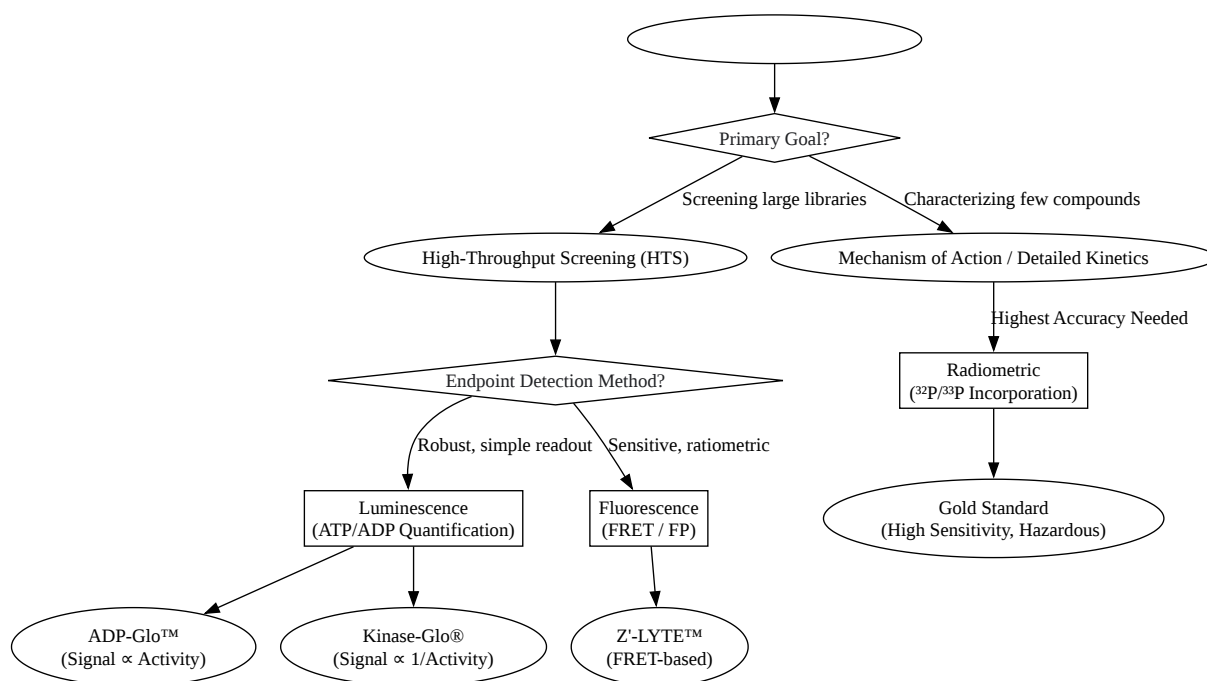 Primary Goal?
Screening large libraries
Characterizing few compounds
High-Throughput Screening (HTS)
Mechanism of Action / Detailed Kinetics
Highest Accuracy Needed
Endpoint Detection Method?
Radiometric
(³²P/³³P Incorporation)
Robust, simple readout
Sensitive, ratiometric
Luminescence
(ATP/ADP Quantification)
Fluorescence
(FRET / FP)
Gold Standard
(High Sensitivity, Hazardous)
ADP-Glo™
(Signal ∝ Activity)
Kinase-Glo®
(Signal ∝ 1/Activity)
Z'-LYTE™
(FRET-based)